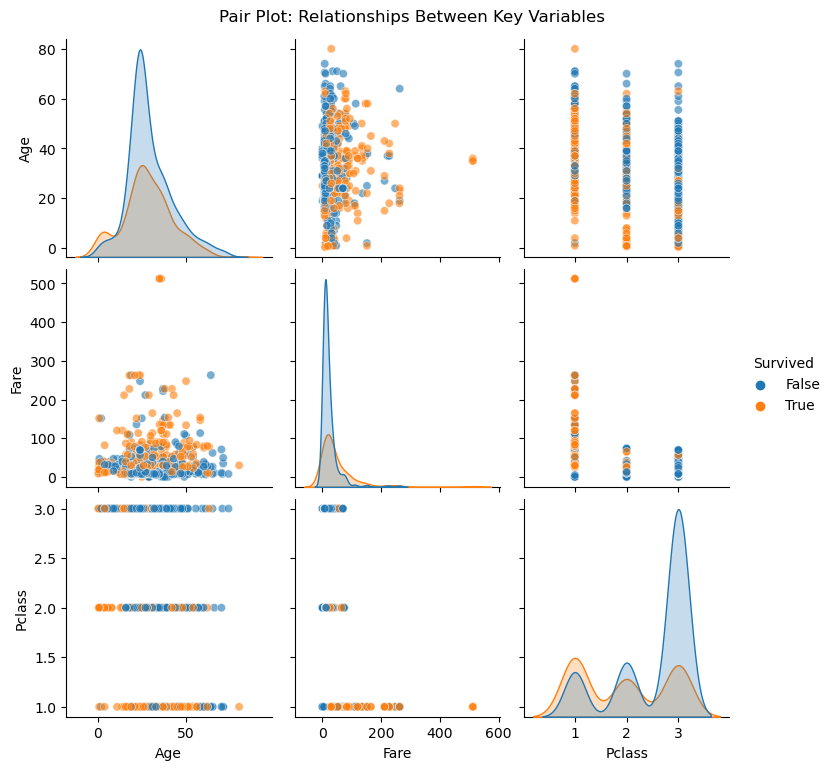 Pair Plot: Relationships Between Key Variables
80
60
40
20
0
Age
500
400
300
200
100
0
Fare
Survived
False
True
3.0
2.5
2.0
1.5
1.0
Pclass
0 50
Age
0 200 400 600
Fare
1 2 3
Pclass